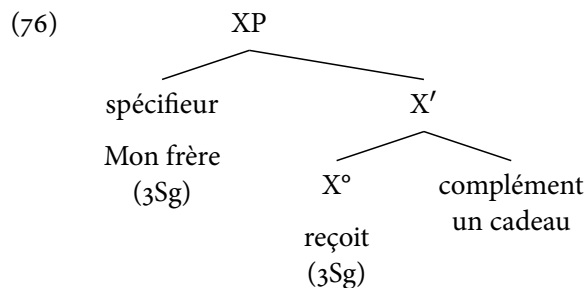 (76) XP
spécifieur X′
Mon frère
(3Sg)
X° complément
un cadeau
reçoit
(3Sg)